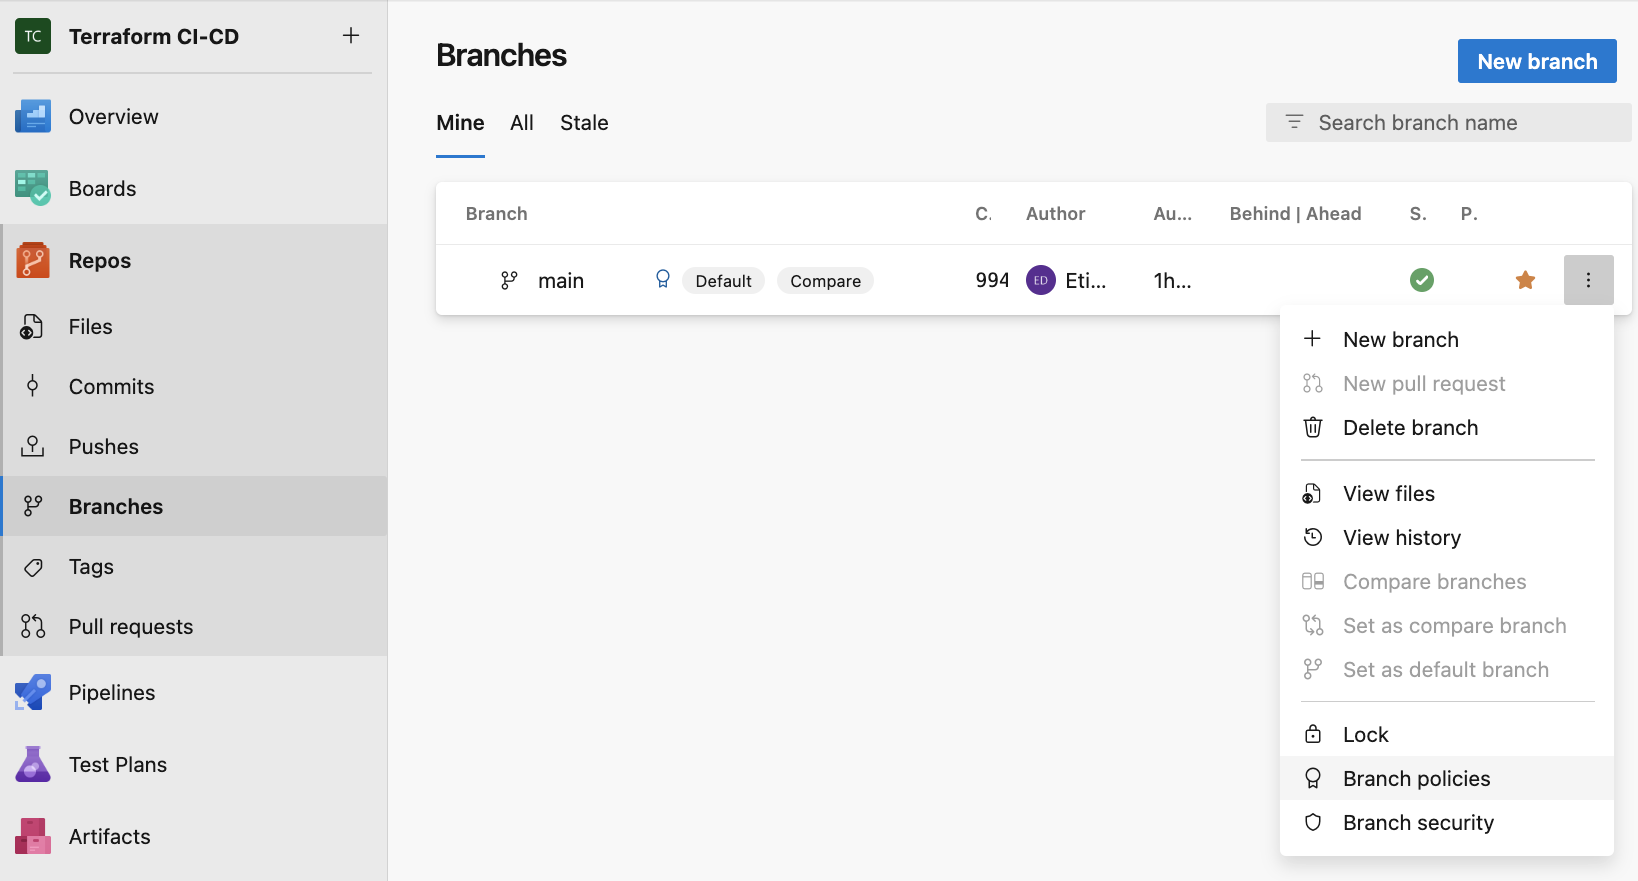 TC Terraform CI-CD
Overview
Boards
Repos
Files
Commits
Pushes
Branches
Tags
Pull requests
Pipelines
Test Plans
Artifacts
Branches
New branch
Mine All Stale
Search branch name
Branch C. Author Au... Behind | Ahead S. P.
main Default Compare 994 ED Eti... 1h...
New branch
New pull request
Delete branch
View files
View history
Compare branches
Set as compare branch
Set as default branch
Lock
Branch policies
Branch security